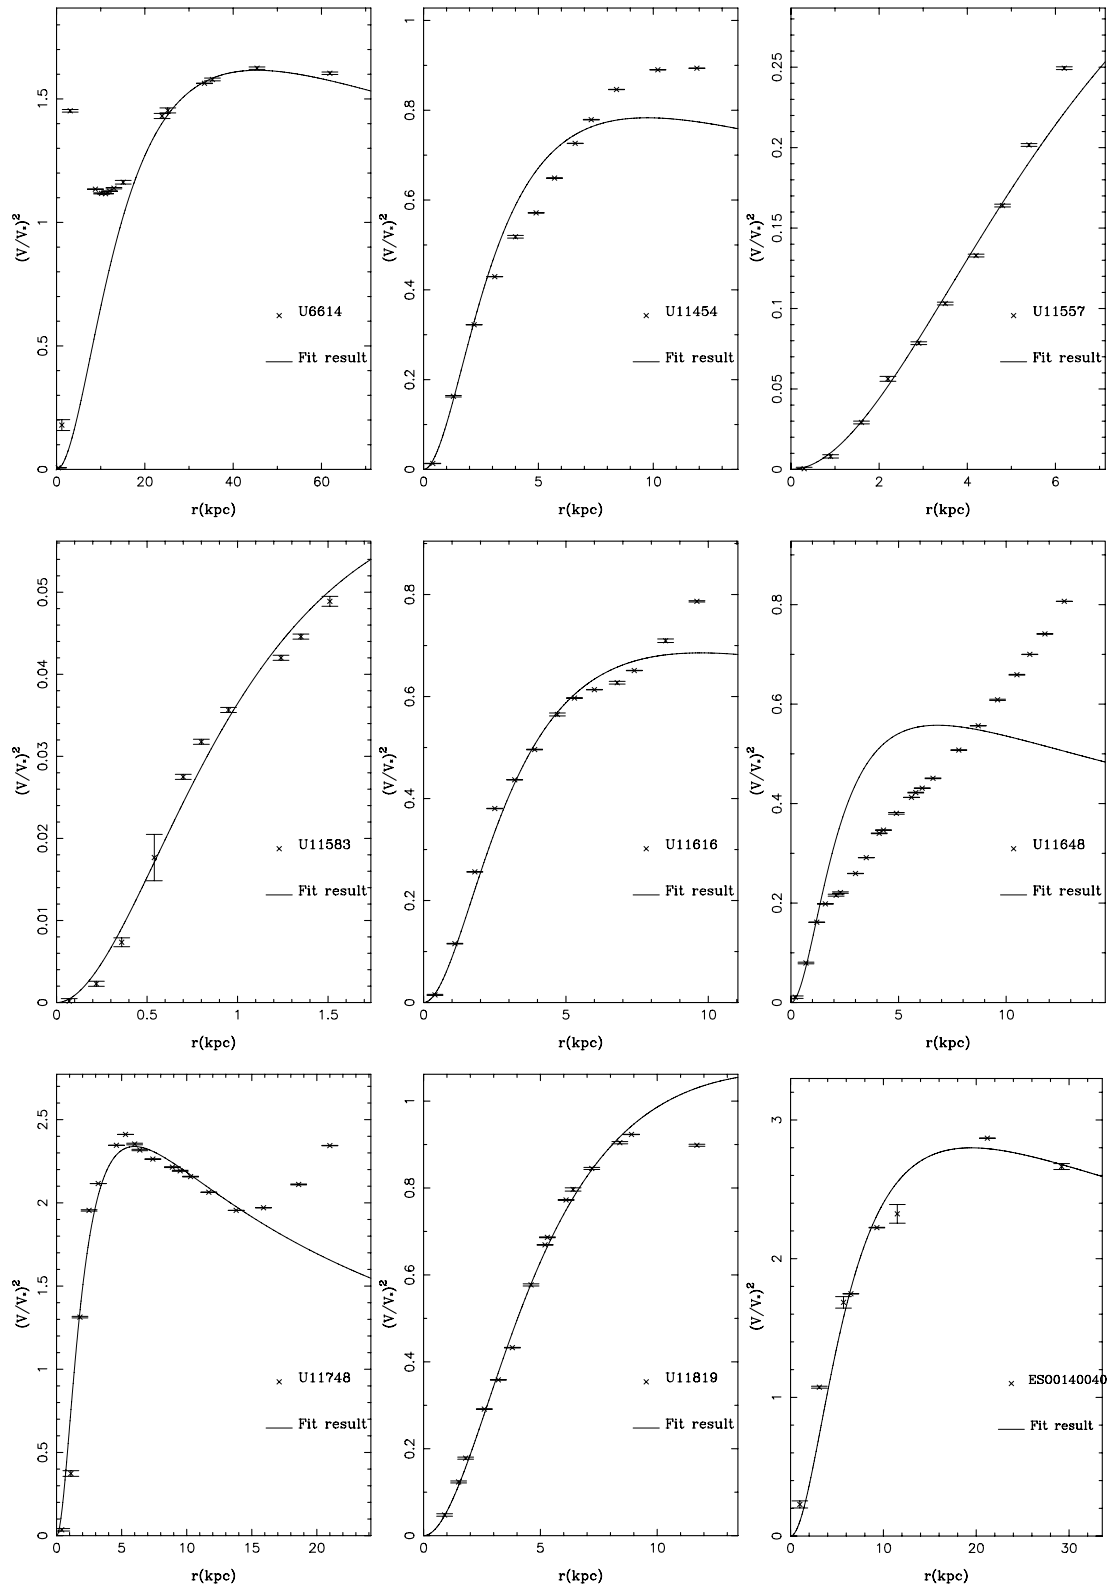 (V/V*)²
0 0.5 1 1.5
0 20 40 60
r(kpc)
U6614
Fit result
(V/V*)²
0 0.2 0.4 0.6 0.8 1
0 5 10
r(kpc)
U11454
Fit result
(V/V*)²
0 0.05 0.1 0.15 0.2 0.25
0 2 4 6
r(kpc)
U11557
Fit result
(V/V*)²
0 0.01 0.02 0.03 0.04 0.05
0 0.5 1 1.5
r(kpc)
U11583
Fit result
(V/V*)²
0 0.2 0.4 0.6 0.8
0 5 10
r(kpc)
U11616
Fit result
(V/V*)²
0 0.2 0.4 0.6 0.8
0 5 10
r(kpc)
U11648
Fit result
(V/V*)²
0 0.5 1 1.5 2 2.5
0 5 10 15 20
r(kpc)
U11748
Fit result
(V/V*)²
0 0.2 0.4 0.6 0.8 1
0 5 10
r(kpc)
U11819
Fit result
(V/V*)²
0 1 2 3
0 10 20 30
r(kpc)
ESO0140040
Fit result